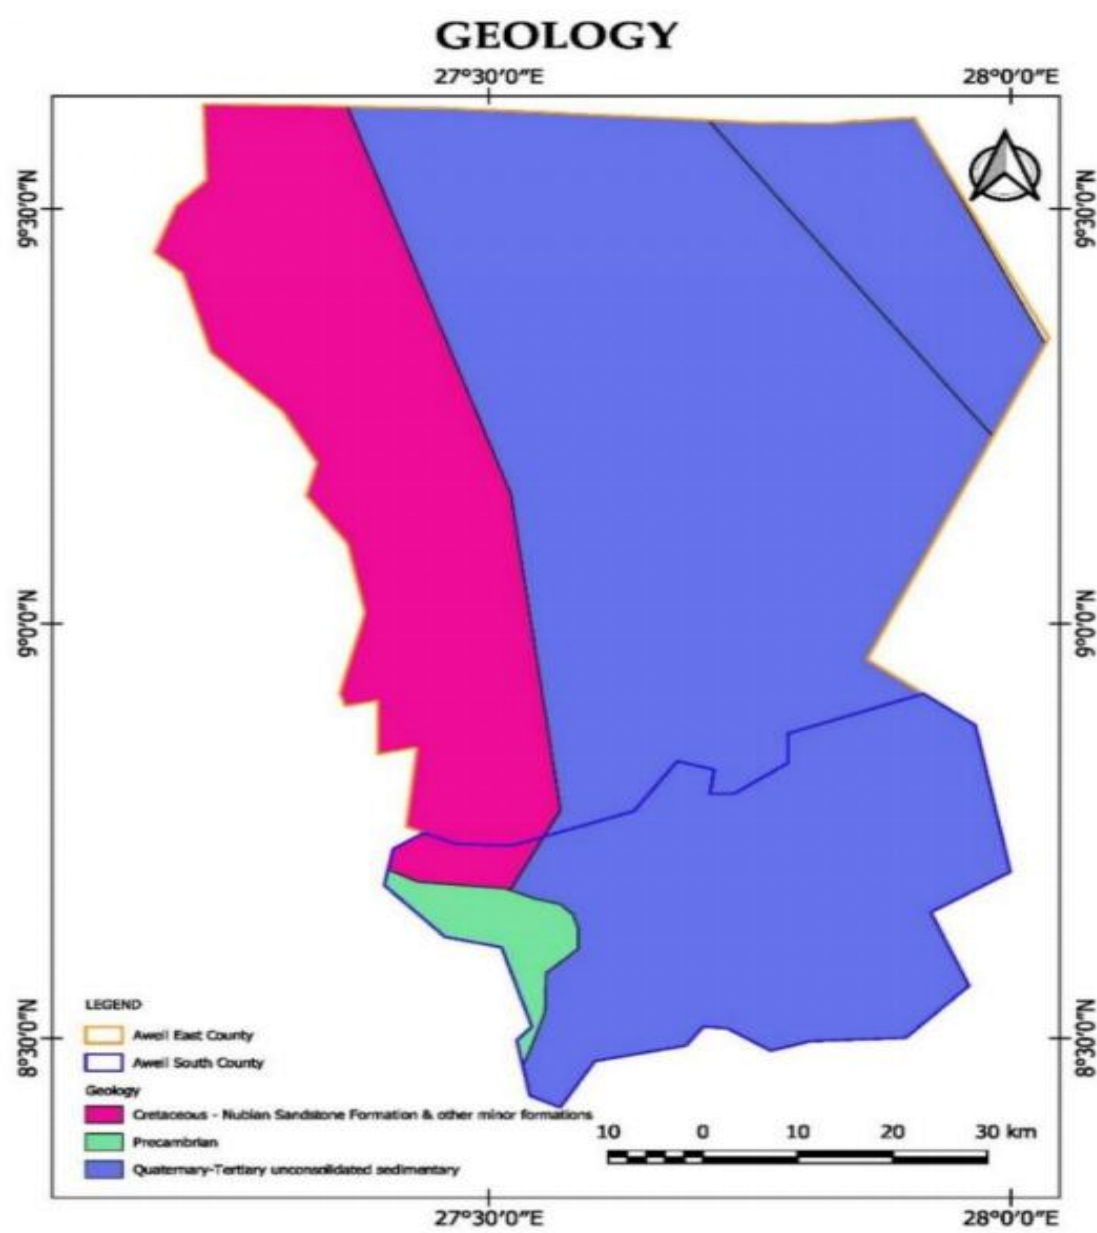 GEOLOGY
27°30'0"E 28°0'0"E
9°30'0"N 9°30'0"N
9°0'0"N 9°0'0"N
8°30'0"N 8°30'0"N
LEGEND
Aweil East County
Aweil South County
Geology
Cretaceous - Nubian Sandstone Formation & other minor formations
Precambrian
Quaternary-Tertiary unconsolidated sedimentary
10 0 10 20 30 km
27°30'0"E 28°0'0"E